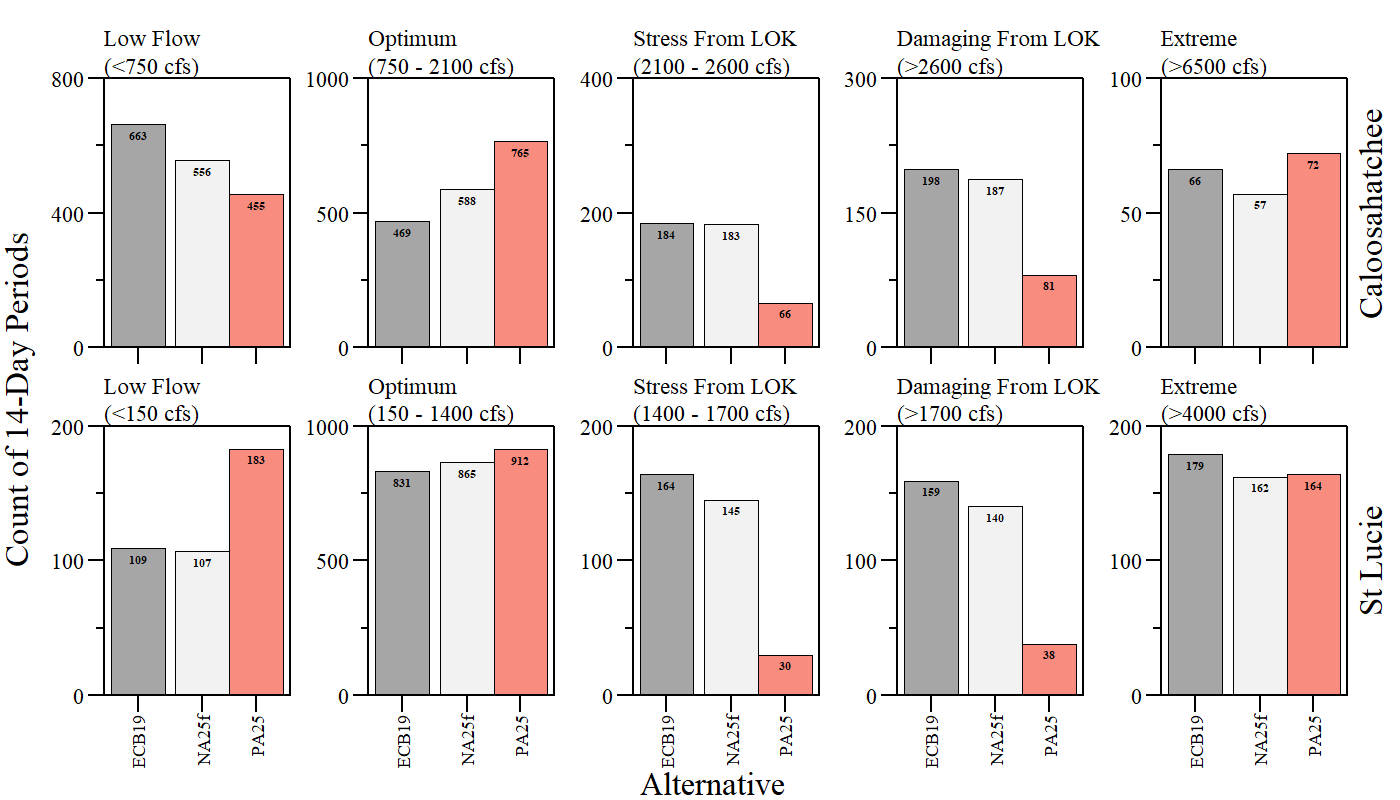 Low Flow
(<750 cfs)
Optimum
(750 - 2100 cfs)
Stress From LOK
(2100 - 2600 cfs)
Damaging From LOK
(>2600 cfs)
Extreme
(>6500 cfs)
800
400
0
663
556
455
1000
500
0
469
588
765
400
200
0
184
183
66
300
150
0
198
187
81
100
50
0
66
57
72
Caloosahatchee
Count of 14-Day Periods
Low Flow
(<150 cfs)
Optimum
(150 - 1400 cfs)
Stress From LOK
(1400 - 1700 cfs)
Damaging From LOK
(>1700 cfs)
Extreme
(>4000 cfs)
200
100
0
109
107
183
1000
500
0
831
865
912
200
100
0
164
145
30
200
100
0
159
140
38
200
100
0
179
162
164
St Lucie
ECB19
NA25f
PA25
ECB19
NA25f
PA25
ECB19
NA25f
PA25
ECB19
NA25f
PA25
ECB19
NA25f
PA25
Alternative